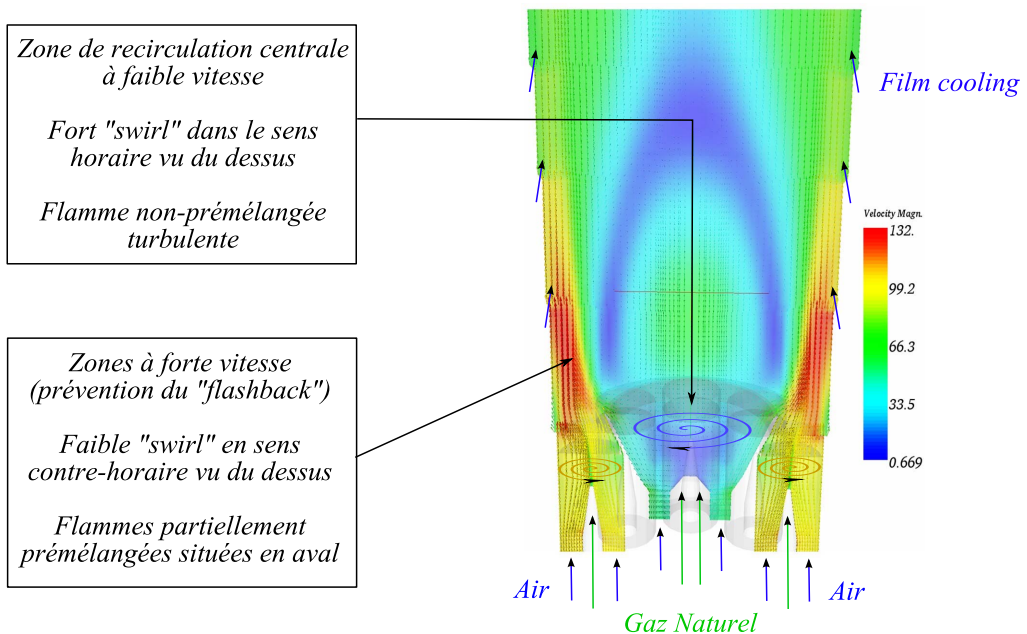 Zone de recirculation centrale
à faible vitesse
Fort "swirl" dans le sens
horaire vu du dessus
Flamme non-prémélangée
turbulente
Zones à forte vitesse
(prévention du "flashback")
Faible "swirl" en sens
contre-horaire vu du dessus
Flammes partiellement
prémélangées situées en aval
Film cooling
Velocity Magn.
132.
99.2
66.3
33.5
0.669
Air
Air
Gaz Naturel